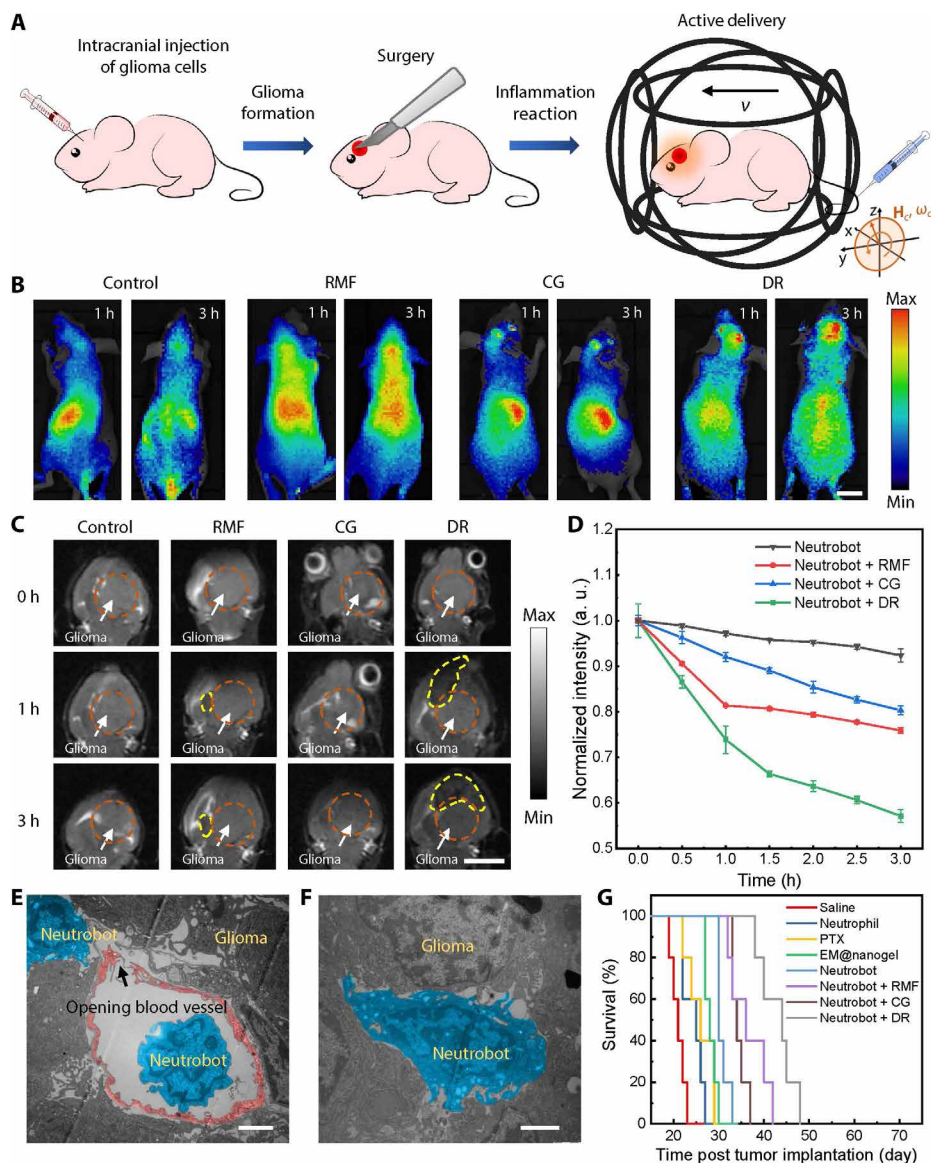 A
Intracranial injection
of glioma cells
Glioma
formation
Surgery
Inflammation
reaction
Active delivery
v
z
x
y
B
Control
RMF
CG
DR
1 h
3 h
1 h
3 h
1 h
3 h
1 h
3 h
Max
Min
C
Control
RMF
CG
DR
0 h
Glioma
Glioma
Glioma
Glioma
1 h
Glioma
Glioma
Glioma
Glioma
3 h
Glioma
Glioma
Glioma
Glioma
Max
Min
D
Normalized intensity (a. u.)
1.2
1.1
1.0
0.9
0.8
0.7
0.6
0.5
0.0 0.5 1.0 1.5 2.0 2.5 3.0
Time (h)
Neutrobot
Neutrobot + RMF
Neutrobot + CG
Neutrobot + DR
E
Neutrobot
Glioma
Opening blood vessel
Neutrobot
F
Glioma
Neutrobot
G
Survival (%)
100
80
60
40
20
0
20 30 40 50 60 70
Time post tumor implantation (day)
Saline
Neutrophil
PTX
EM@nanogel
Neutrobot
Neutrobot + RMF
Neutrobot + CG
Neutrobot + DR